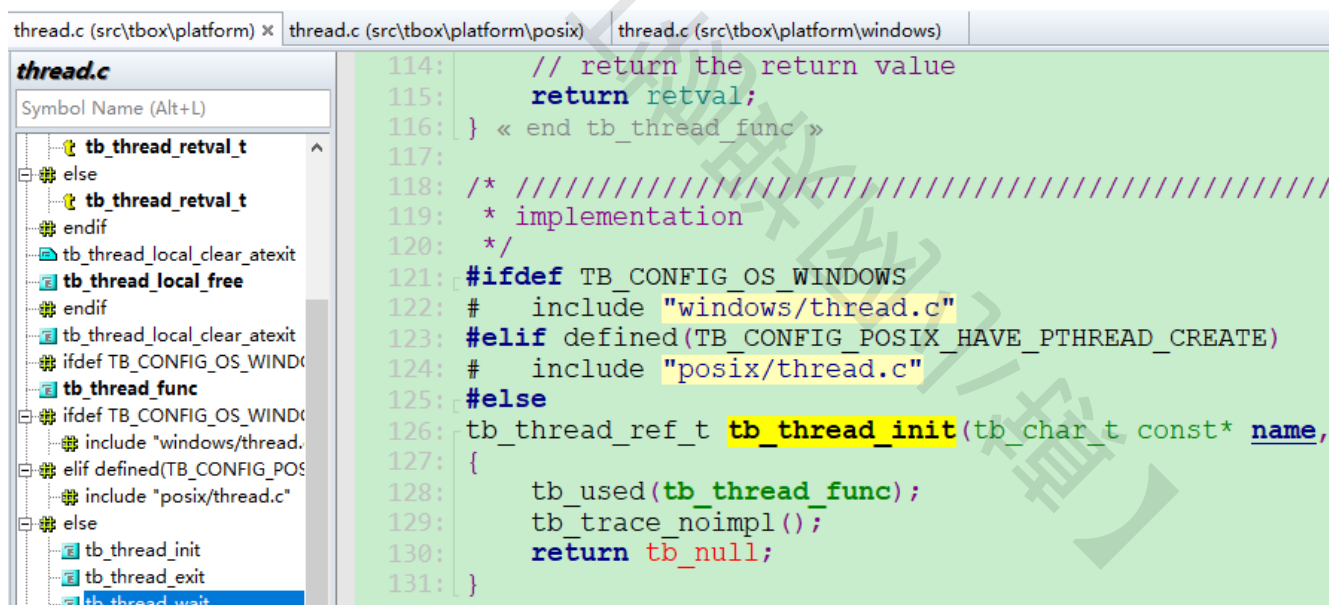 thread.c (src\tbox\platform) × thread.c (src\tbox\platform\posix) thread.c (src\tbox\platform\windows)
thread.c
Symbol Name (Alt+L)
tb_thread_retval_t
else
tb_thread_retval_t
endif
tb_thread_local_clear_atexit
tb_thread_local_free
endif
tb_thread_local_clear_atexit
ifdef TB_CONFIG_OS_WIND
tb_thread_func
ifdef TB_CONFIG_OS_WIND
include "windows/thread.
elif defined(TB_CONFIG_POS
include "posix/thread.c"
else
tb_thread_init
tb_thread_exit
tb_thread_wait
114: // return the return value
115: return retval;
116: } « end tb_thread_func »
117:
118: /* ///////////////////////////////////////////////////
119: * implementation
120: */
121: #ifdef TB_CONFIG_OS_WINDOWS
122: # include "windows/thread.c"
123: #elif defined(TB_CONFIG_POSIX_HAVE_PTHREAD_CREATE)
124: # include "posix/thread.c"
125: #else
126: tb_thread_ref_t tb_thread_init(tb_char_t const* name,
127: {
128: tb_used(tb_thread_func);
129: tb_trace_noimpl();
130: return tb_null;
131: }